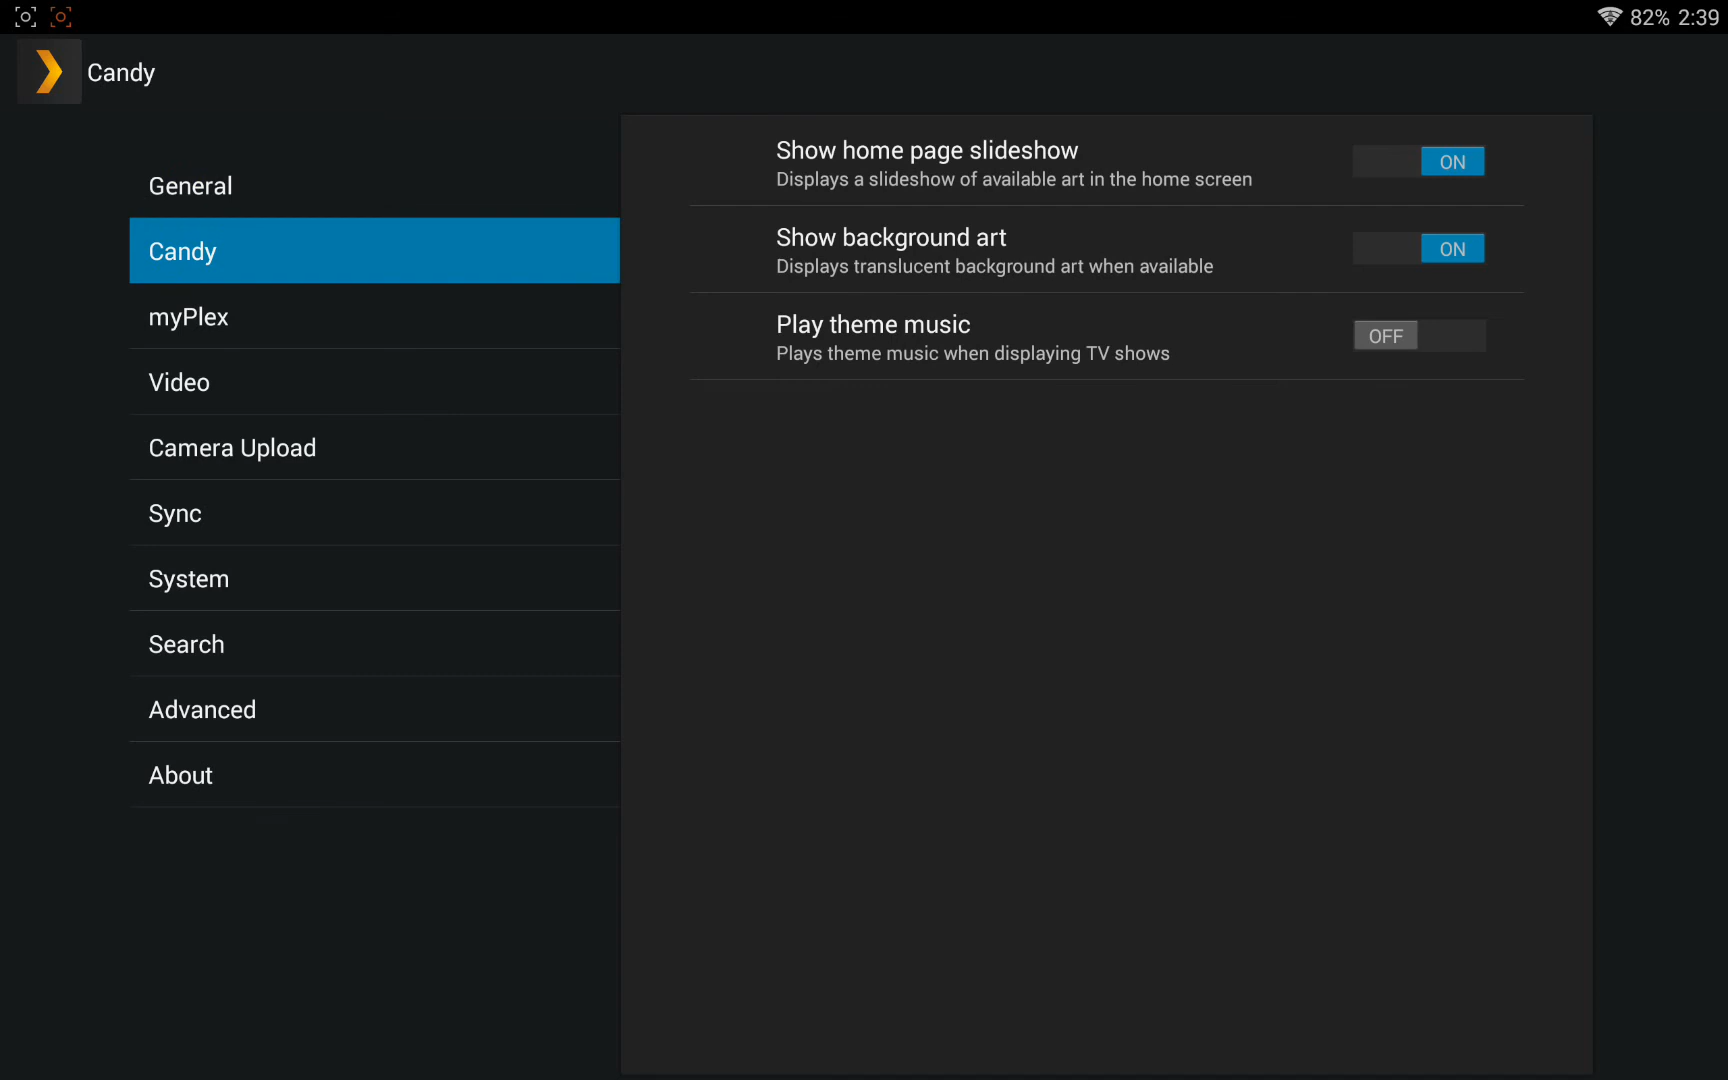 82% 2:39
Candy
General
Candy
myPlex
Video
Camera Upload
Sync
System
Search
Advanced
About
Show home page slideshow
Displays a slideshow of available art in the home screen
ON
Show background art
Displays translucent background art when available
ON
Play theme music
Plays theme music when displaying TV shows
OFF